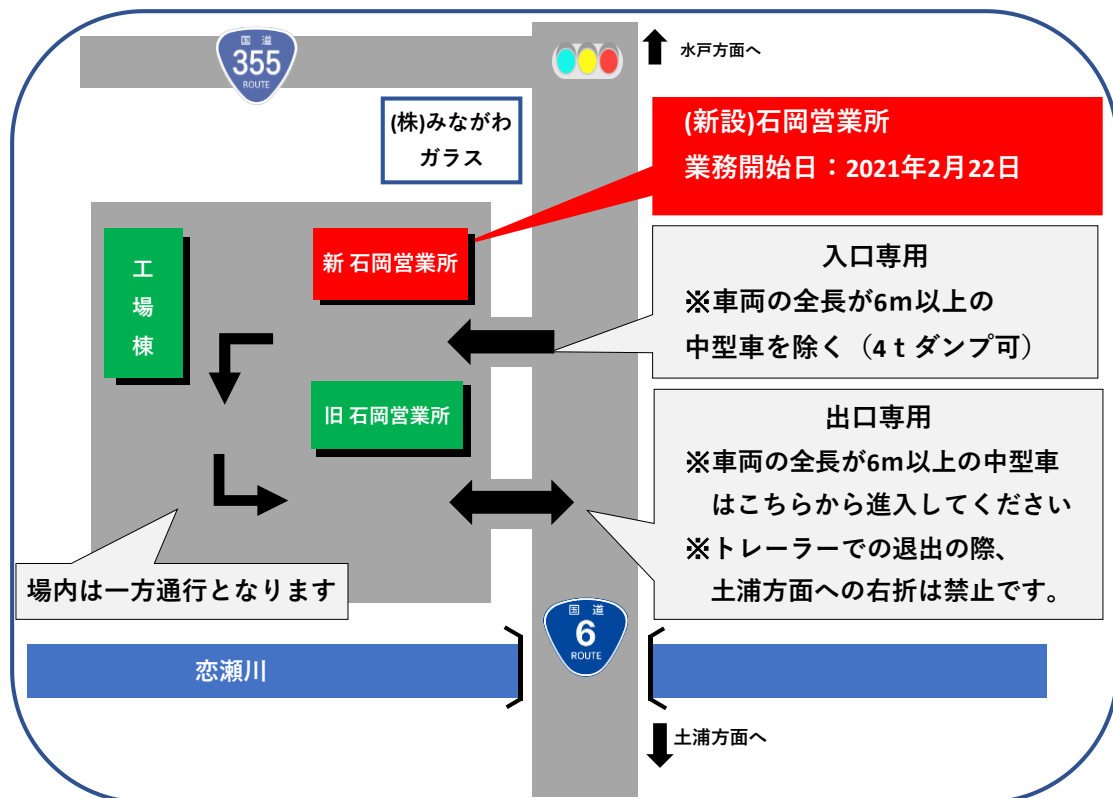 国道
355
ROUTE
水戸方面へ
(株)みながわ
ガラス
(新設)石岡営業所
業務開始日：2021年2月22日
工
場
棟
新 石岡営業所
入口専用
※車両の全長が6m以上の
中型車を除く（4ｔダンプ可）
旧 石岡営業所
出口専用
※車両の全長が6m以上の中型車
はこちらから進入してください
※トレーラーでの退出の際、
土浦方面への右折は禁止です。
場内は一方通行となります
国道
6
ROUTE
恋瀬川
土浦方面へ